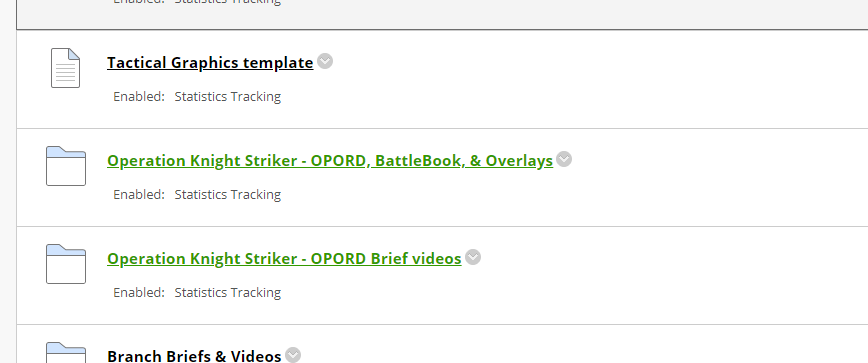 Enabled: Statistics Tracking
Tactical Graphics template
Enabled: Statistics Tracking
Operation Knight Striker - OPORD, BattleBook, & Overlays
Enabled: Statistics Tracking
Operation Knight Striker - OPORD Brief videos
Enabled: Statistics Tracking
Branch Briefs & Videos